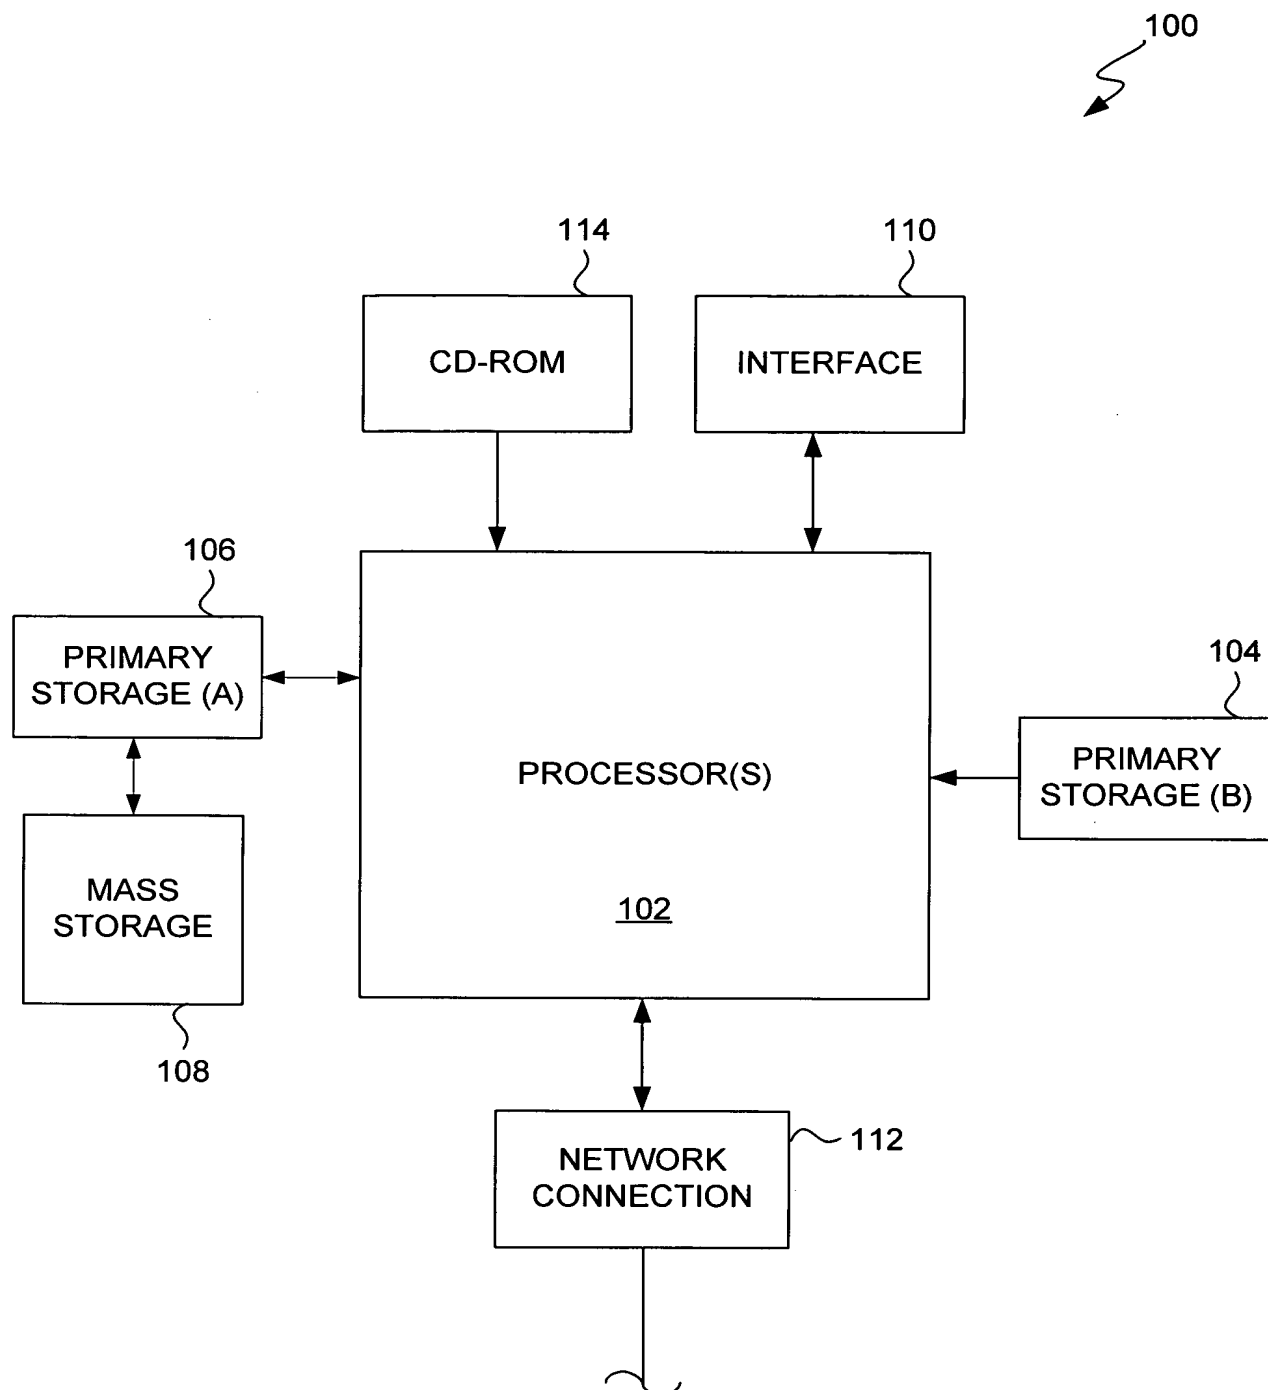 100
114
110
CD-ROM
INTERFACE
106
PRIMARY
STORAGE (A)
104
PRIMARY
STORAGE (B)
PROCESSOR(S)
MASS
STORAGE
102
108
112
NETWORK
CONNECTION